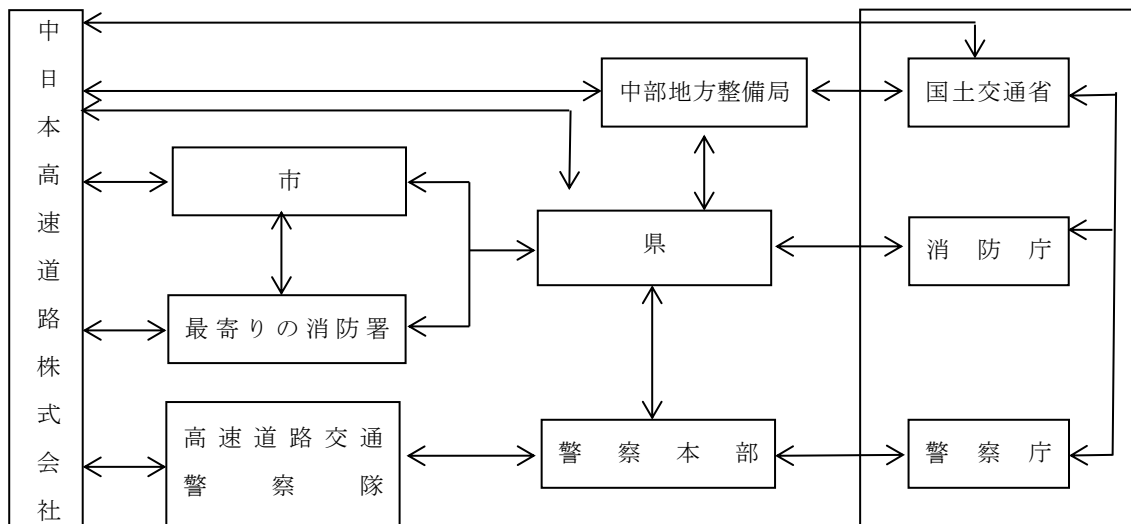 中日本高速道路株式会社
中部地方整備局
国土交通省
市
県
消防庁
最寄りの消防署
高速道路交通
警察隊
警察本部
警察庁